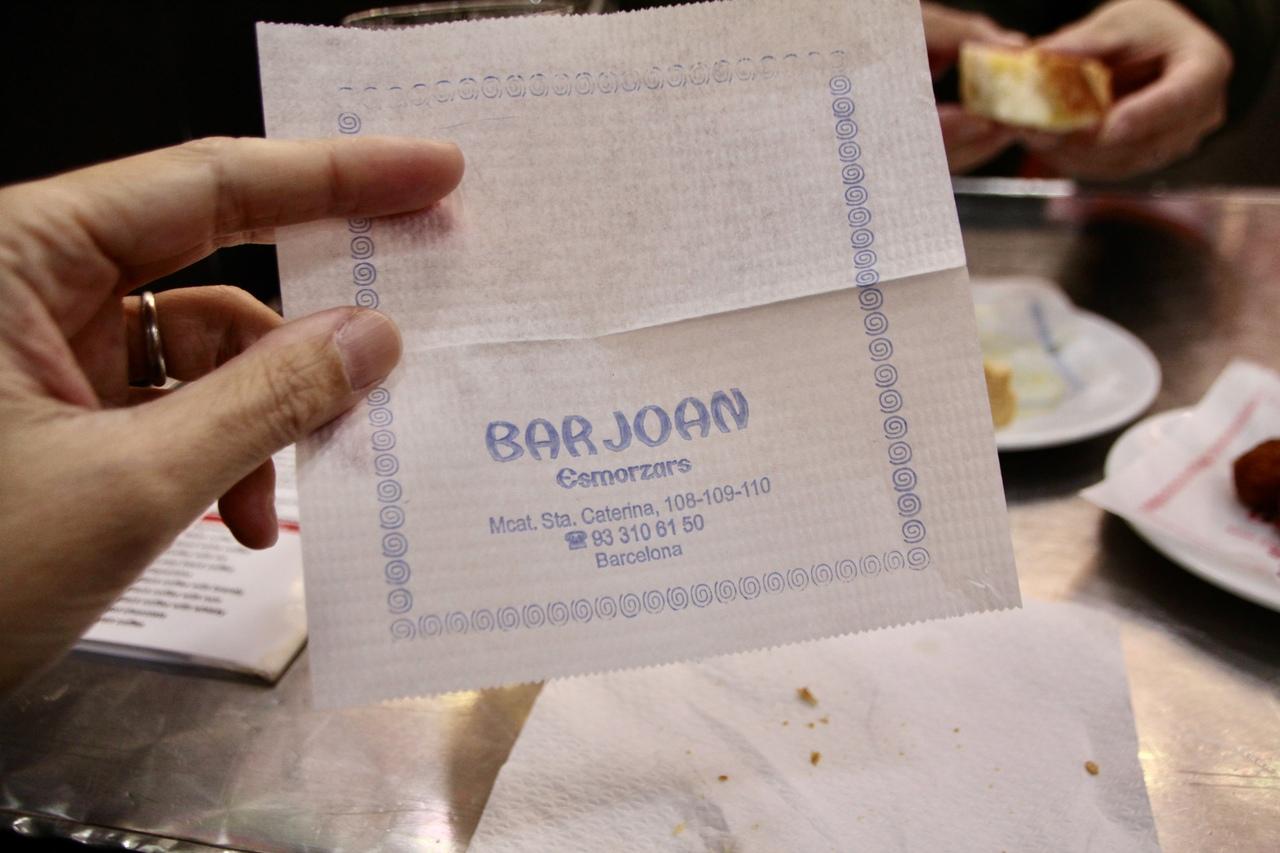 BAR JOAN
Esmorzars
Mcat. Sta. Caterina, 108-109-110
☎ 93 310 61 50
Barcelona